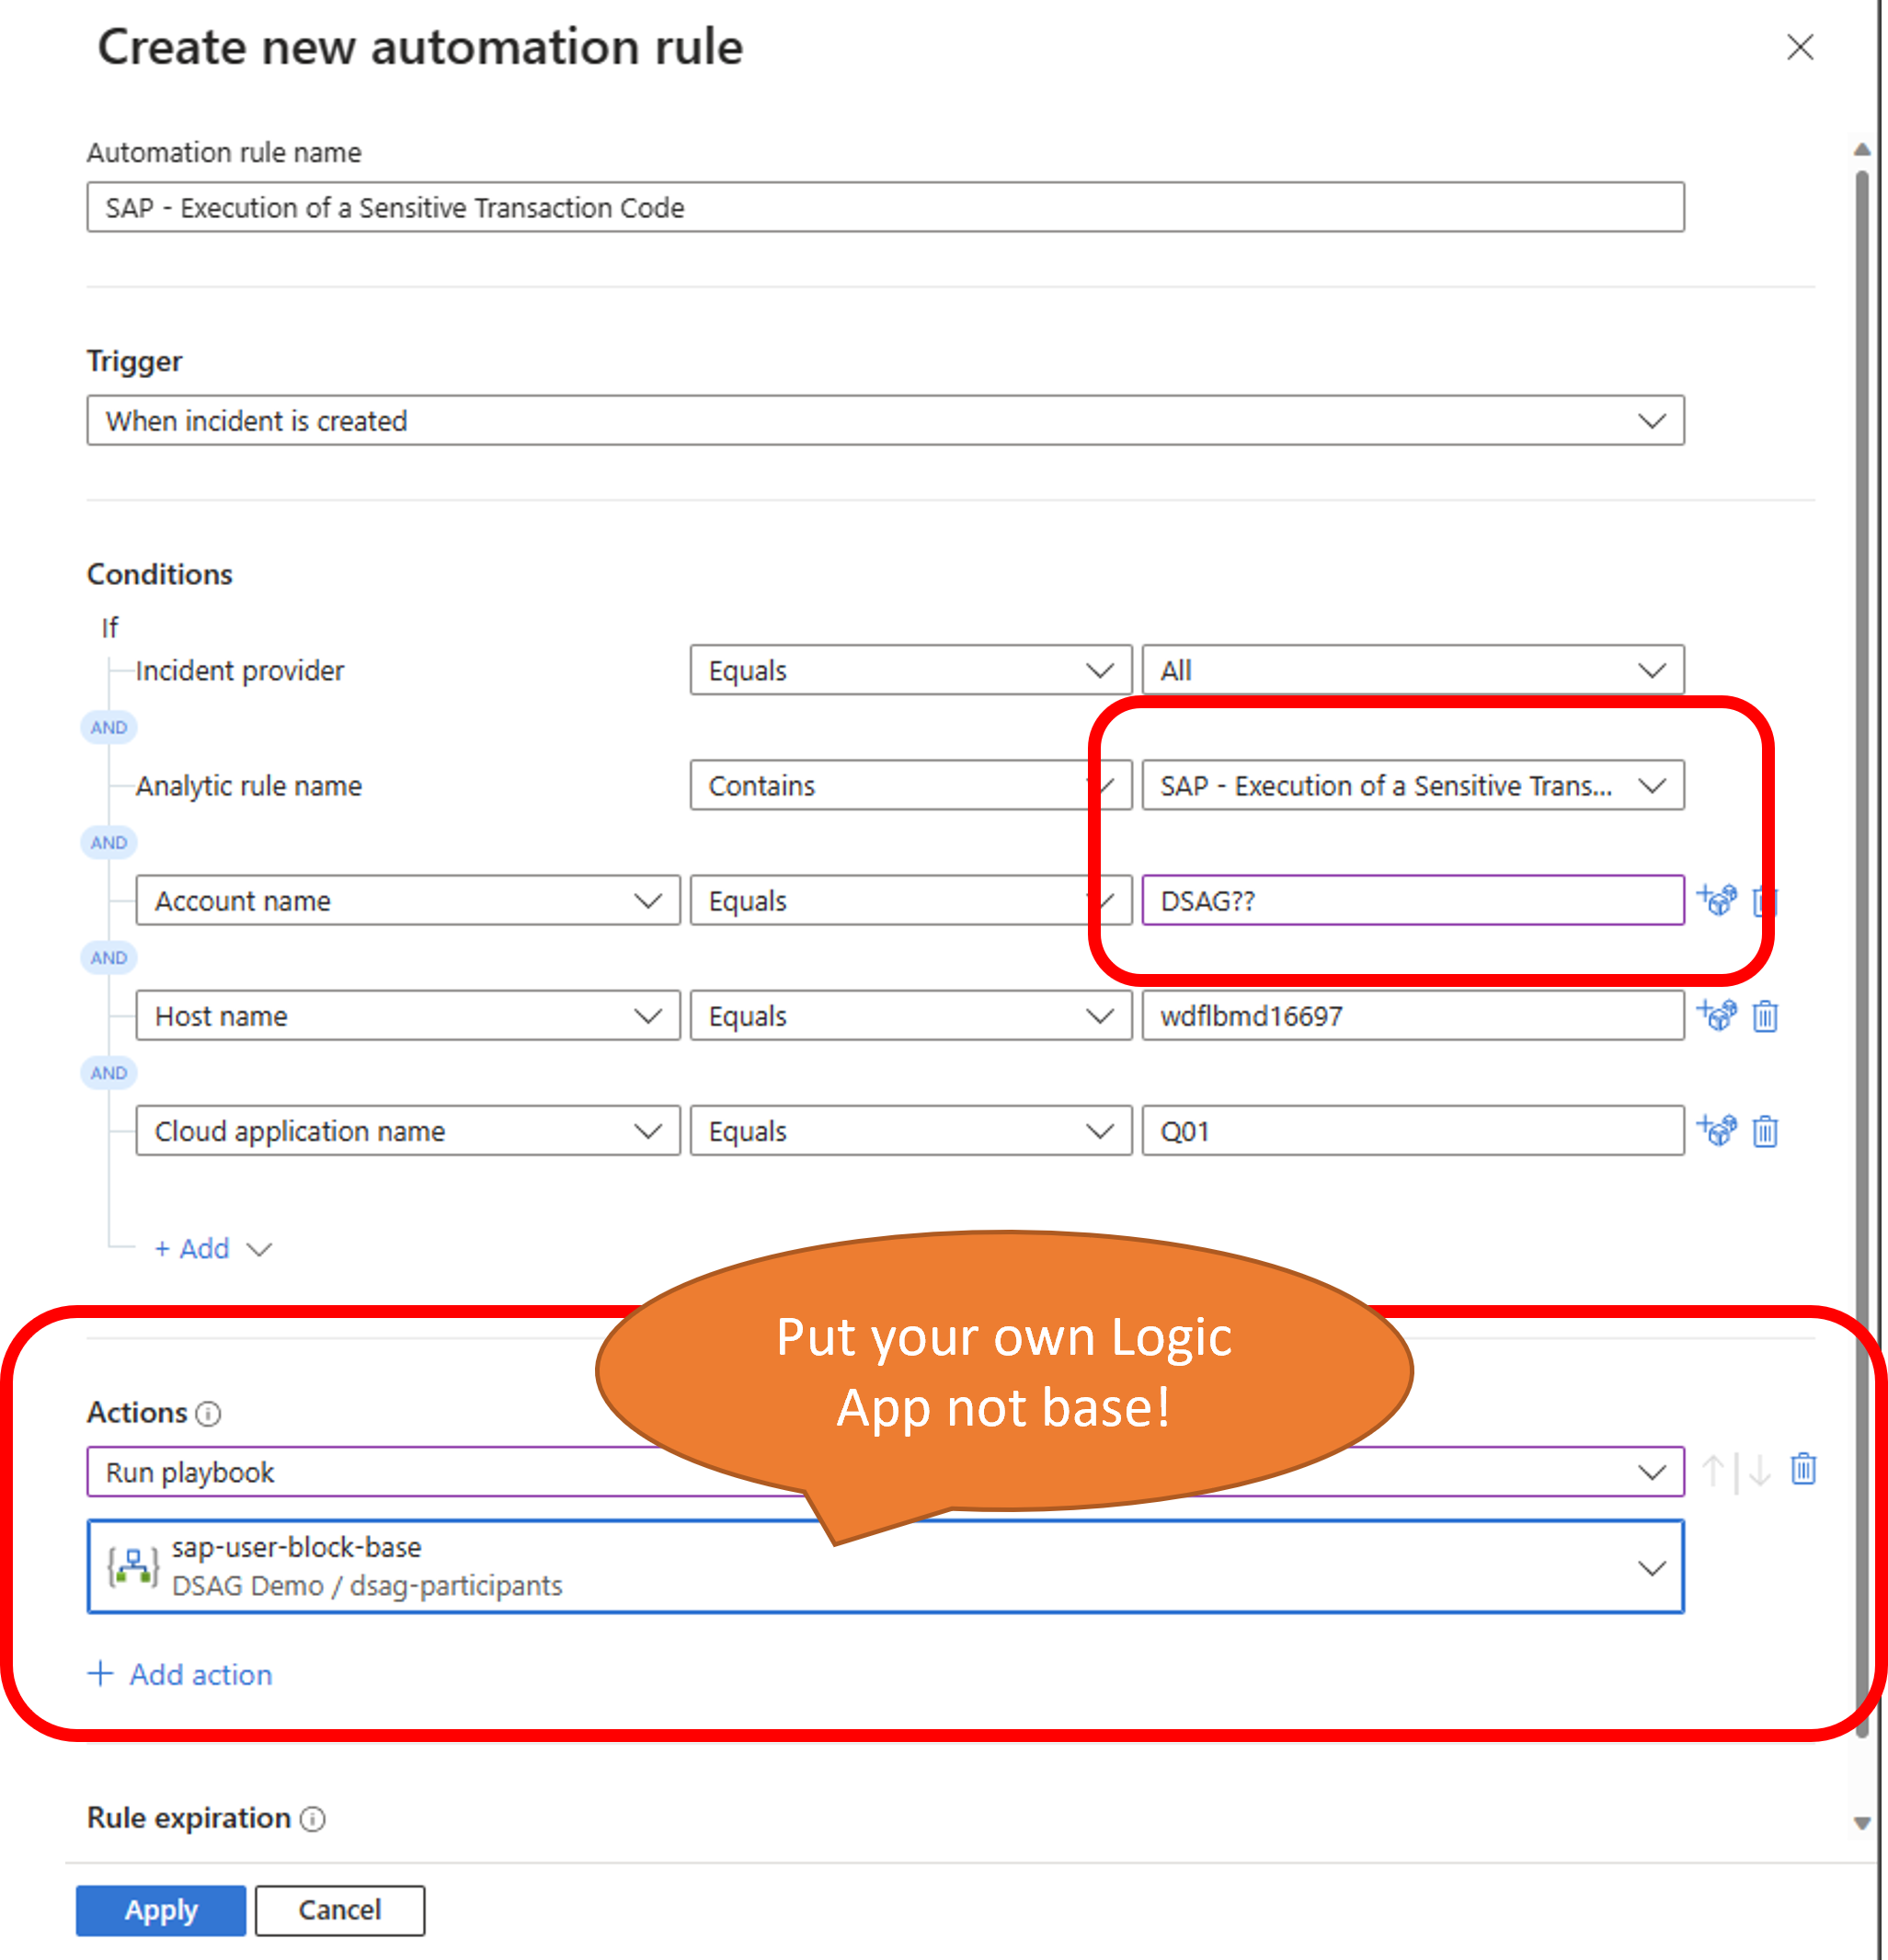 Create new automation rule
Automation rule name
SAP - Execution of a Sensitive Transaction Code
Trigger
When incident is created
Conditions
If
Incident provider Equals All
AND
Analytic rule name Contains SAP - Execution of a Sensitive Trans...
AND
Account name Equals DSAG??
AND
Host name Equals wdflbmd16697
AND
Cloud application name Equals Q01
+ Add
Put your own Logic
App not base!
Actions
Run playbook
sap-user-block-base
DSAG Demo / dsag-participants
+ Add action
Rule expiration
Apply Cancel